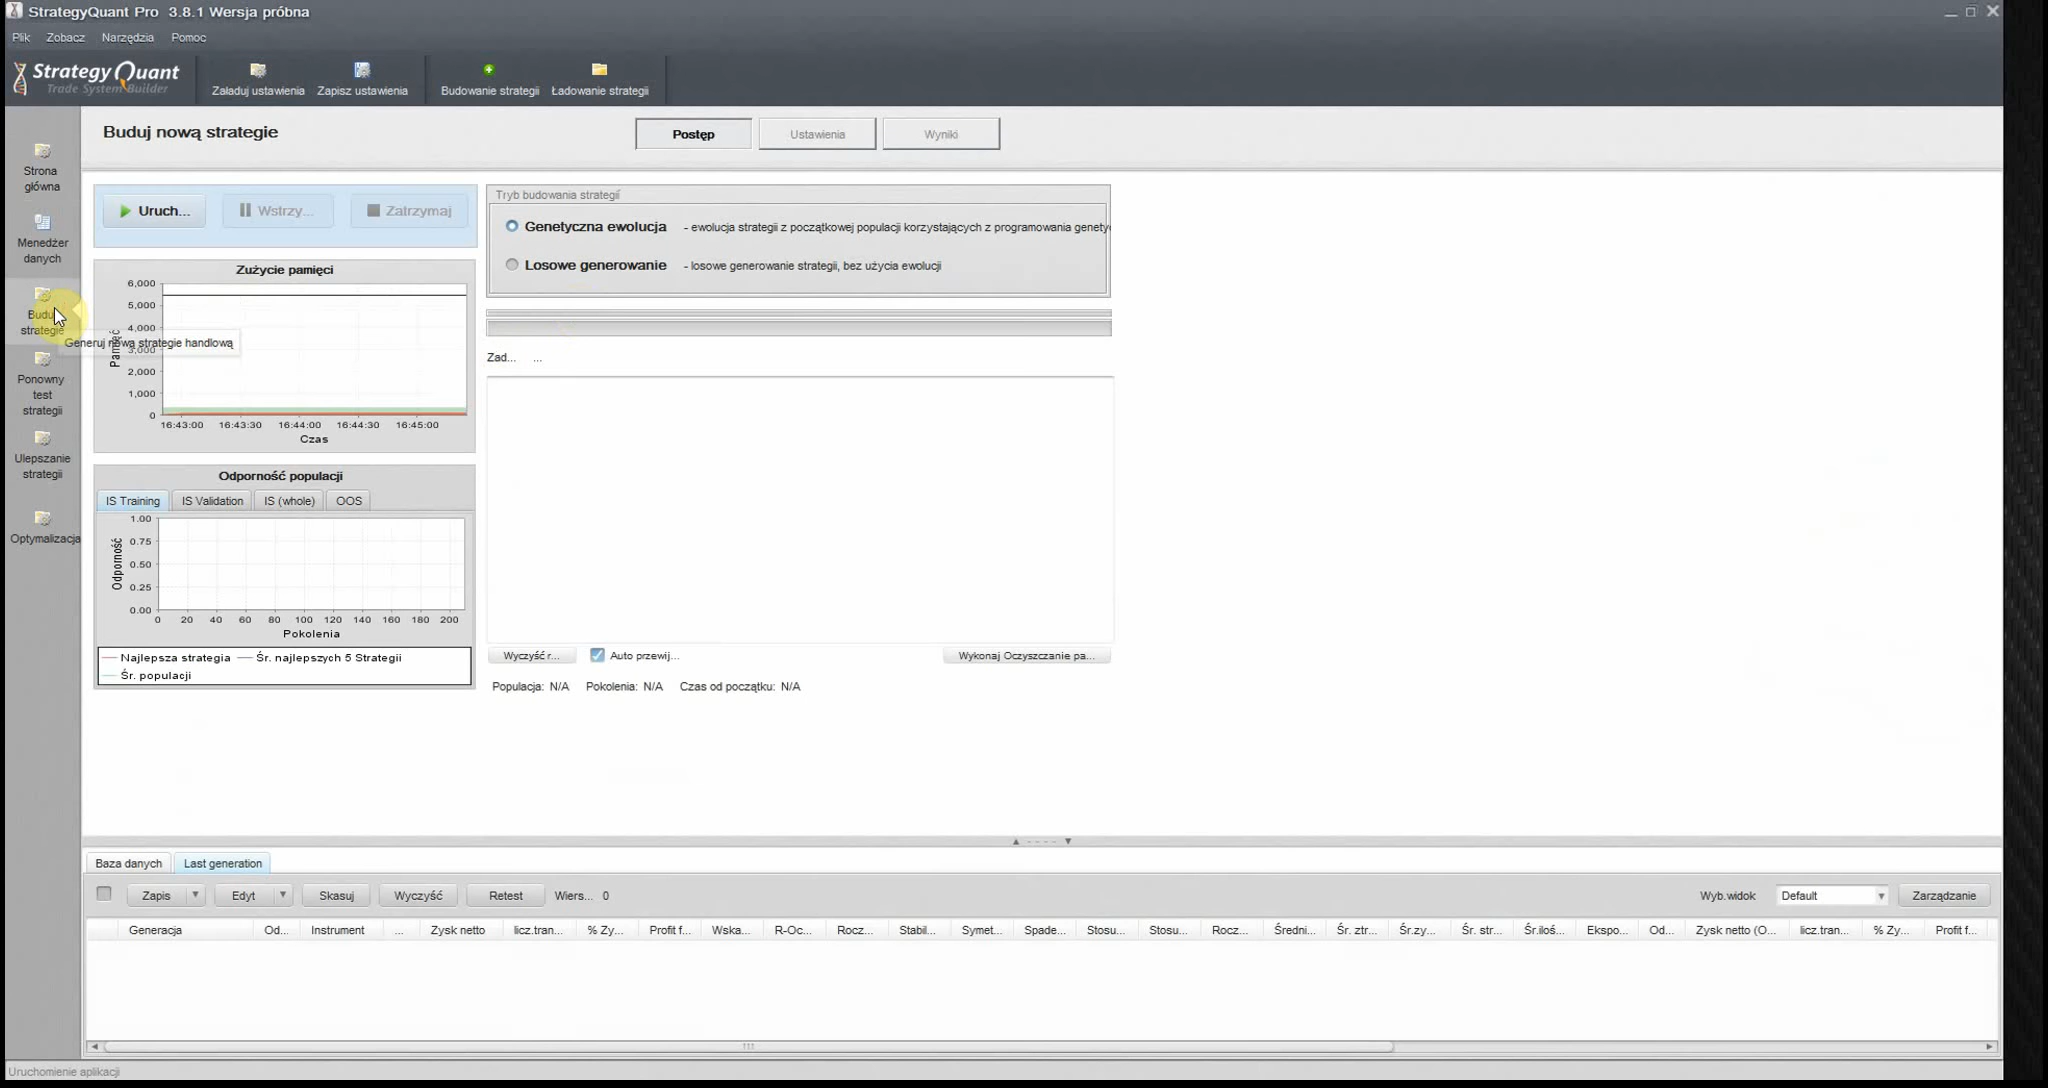 StrategyQuant Pro 3.8.1 Wersja próbna
Plik Zobacz Narzędzia Pomoc
StrategyQuant
Trade System Builder
Załaduj ustawienia Zapisz ustawienia Budowanie strategii Ładowanie strategii
Buduj nową strategie
Postęp Ustawienia Wyniki
Strona
główna
Menedżer
danych
Buduj
strategie
Generuj nową strategie handlową
Ponowny
test
strategii
Ulepszanie
strategii
Optymalizacja
Uruch... Wstrzy... Zatrzymaj
Zużycie pamięci
6,000
5,000
4,000
3,000
2,000
1,000
0
Pamięć
16:43:00 16:43:30 16:44:00 16:44:30 16:45:00
Czas
Odporność populacji
IS Training IS Validation IS (whole) OOS
1.00
0.75
0.50
0.25
0.00
Odporność
0 20 40 60 80 100 120 140 160 180 200
Pokolenia
Najlepsza strategia Śr. najlepszych 5 Strategii
Śr. populacji
Tryb budowania strategii
Genetyczna ewolucja - ewolucja strategii z początkowej populacji korzystających z programowania genety
Losowe generowanie - losowe generowanie strategii, bez użycia ewolucji
Zad... ...
Wyczyść r... Auto przewij... Wykonaj Oczyszczanie pa...
Populacja: N/A Pokolenia: N/A Czas od początku: N/A
Baza danych Last generation
Zapis Edyt Skasuj Wyczyść Retest Wiers... 0 Wyb.widok Default Zarządzanie
Generacja Od... Instrument ... Zysk netto licz.tran... % Zy... Profit f... Wska... R-Oc... Rocz... Stabil... Symet... Spade... Stosu... Stosu... Rocz... Średni... Śr. ztr... Śr.zy... Śr. str... Śr.iloś... Ekspo... Od... Zysk netto (O... licz.tran... % Zy... Profit f...
Uruchomienie aplikacji